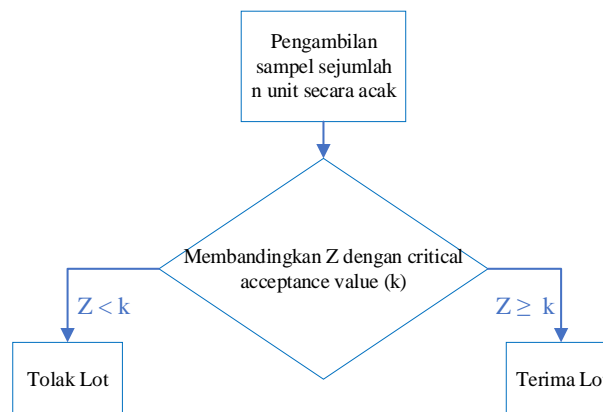 Pengambilan
sampel sejumlah
n unit secara acak
Membandingkan Z dengan critical
acceptance value (k)
Z < k
Z ≥ k
Tolak Lot
Terima Lo